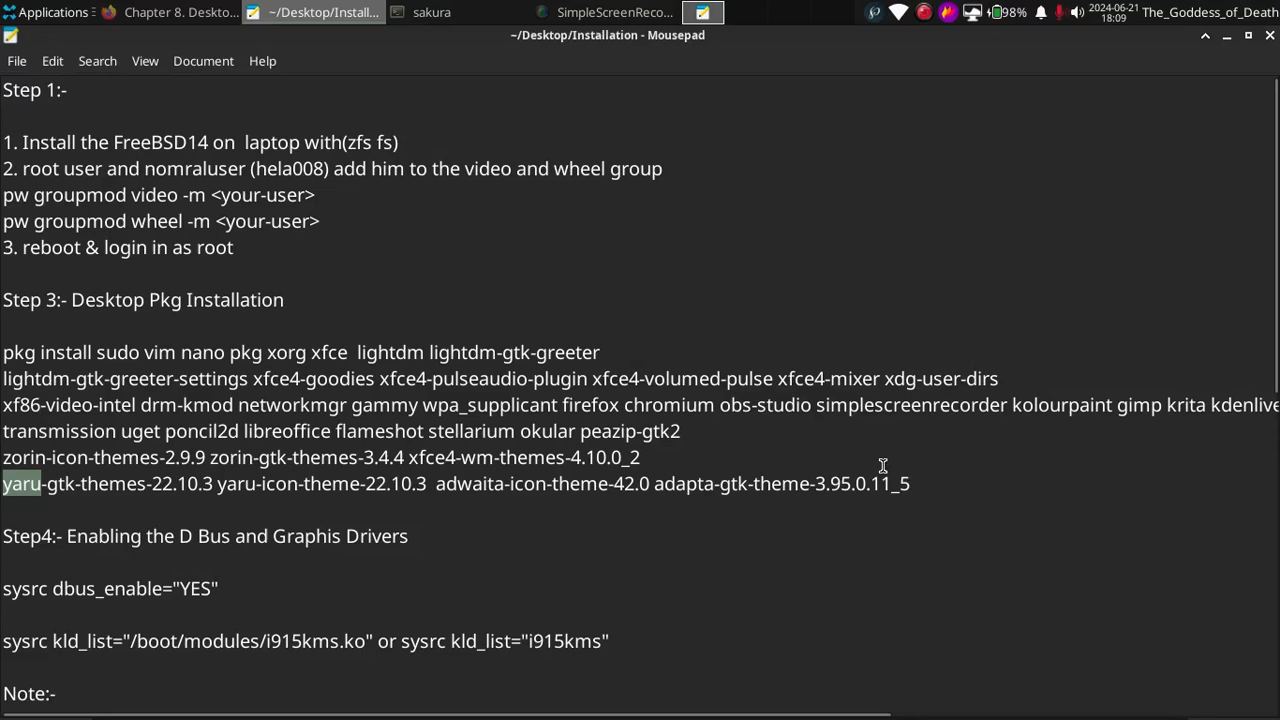 Applications
Chapter 8. Deskto...
~/Desktop/Install...
sakura
SimpleScreenReco...
98%
2024-06-21
18:09
The_Goddess_of_Death
~/Desktop/Installation - Mousepad
File Edit Search View Document Help
Step 1:-
1. Install the FreeBSD14 on  laptop with(zfs fs)
2. root user and nomraluser (hela008) add him to the video and wheel group
pw groupmod video -m <your-user>
pw groupmod wheel -m <your-user>
3. reboot & login in as root
Step 3:- Desktop Pkg Installation
pkg install sudo vim nano pkg xorg xfce  lightdm lightdm-gtk-greeter
lightdm-gtk-greeter-settings xfce4-goodies xfce4-pulseaudio-plugin xfce4-volumed-pulse xfce4-mixer xdg-user-dirs
xf86-video-intel drm-kmod networkmgr gammy wpa_supplicant firefox chromium obs-studio simplescreenrecorder kolourpaint gimp krita kdenlive
transmission uget poncil2d libreoffice flameshot stellarium okular peazip-gtk2
zorin-icon-themes-2.9.9 zorin-gtk-themes-3.4.4 xfce4-wm-themes-4.10.0_2
yaru-gtk-themes-22.10.3 yaru-icon-theme-22.10.3  adwaita-icon-theme-42.0 adapta-gtk-theme-3.95.0.11_5
Step4:- Enabling the D Bus and Graphis Drivers
sysrc dbus_enable="YES"
sysrc kld_list="/boot/modules/i915kms.ko" or sysrc kld_list="i915kms"
Note:-